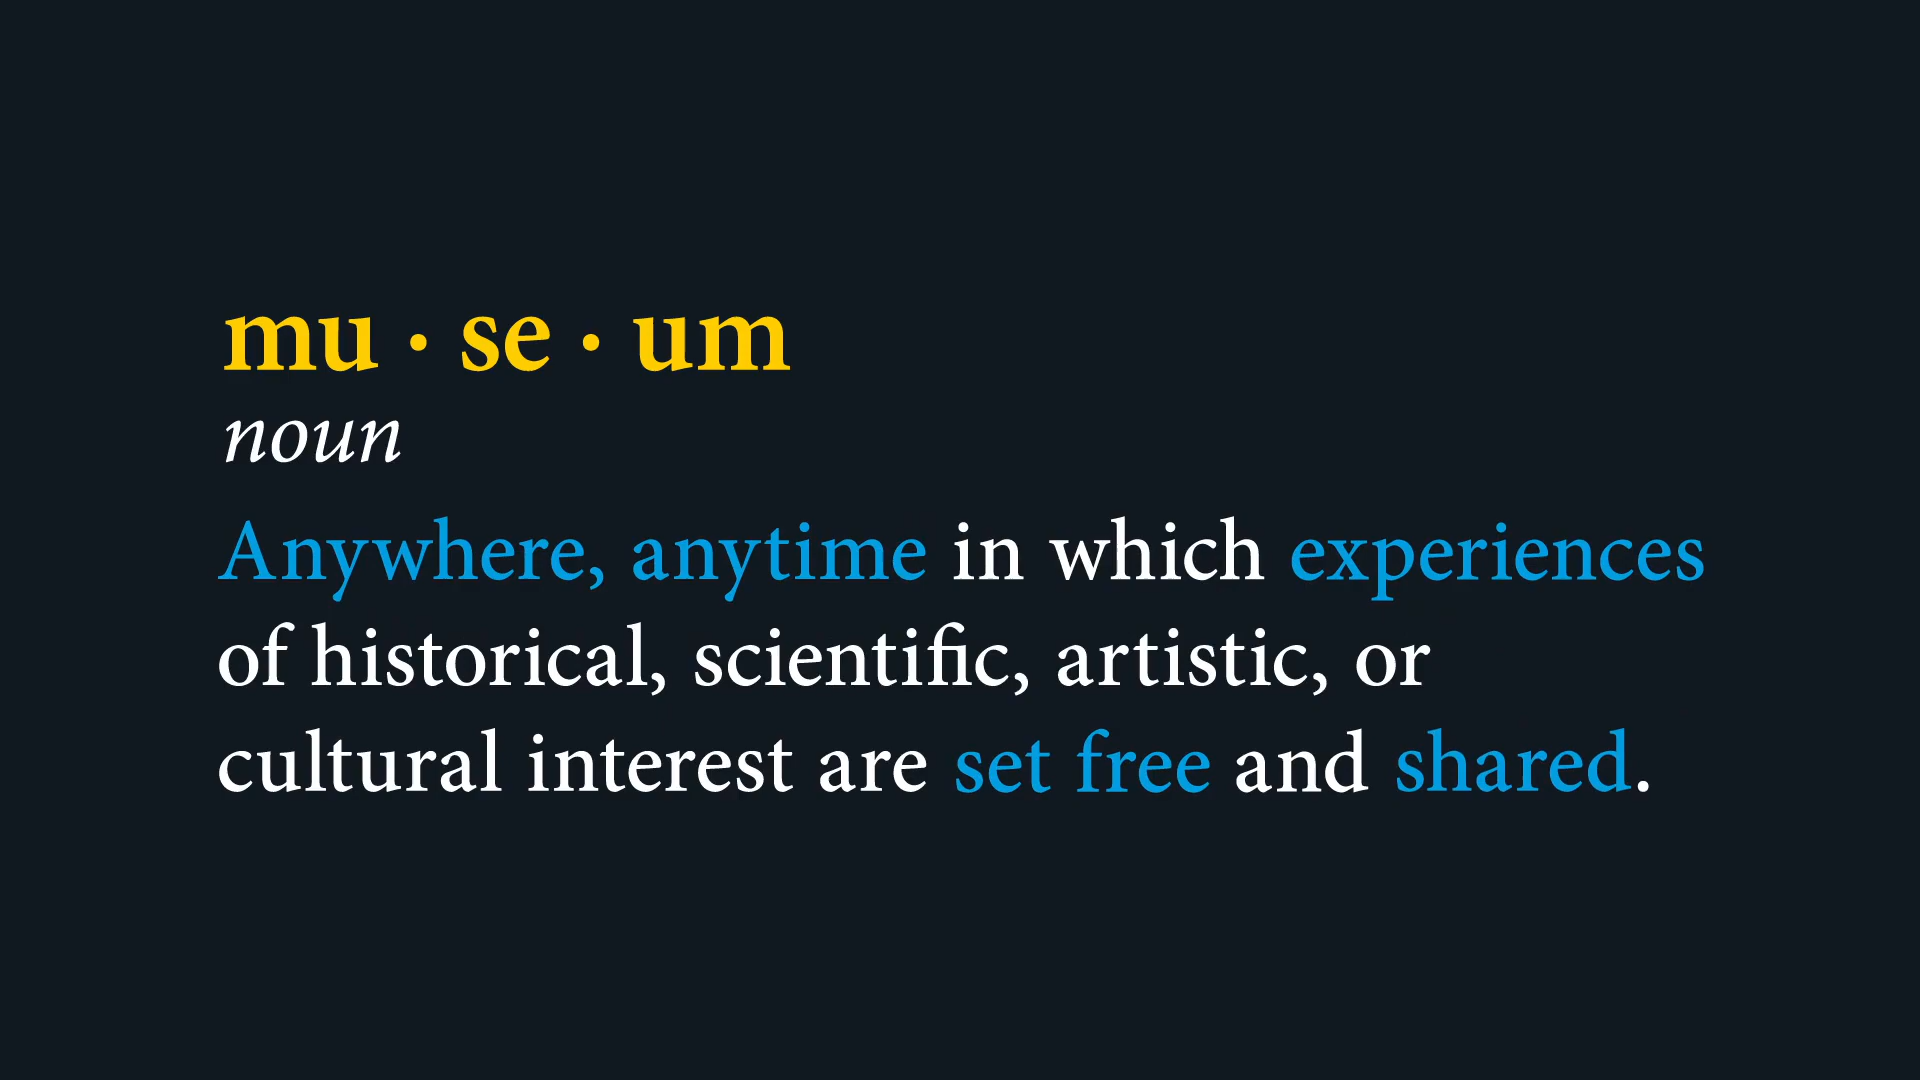 mu · se · um
noun
Anywhere, anytime in which experiences
of historical, scientific, artistic, or
cultural interest are set free and shared.